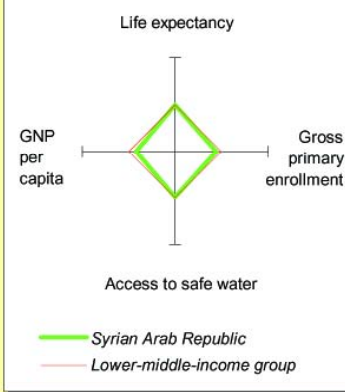 Life expectancy
GNP
per
capita
Gross
primary
enrollment
Access to safe water
Syrian Arab Republic
Lower-middle-income group